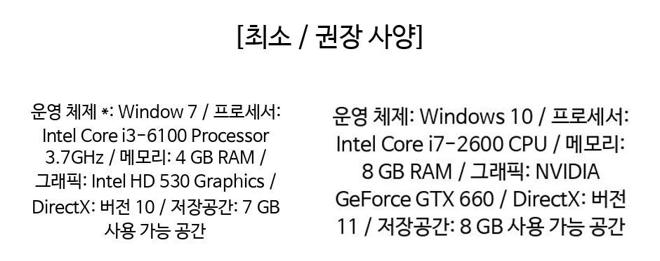 [최소 / 권장 사양]
운영 체제 *: Window 7 / 프로세서:
Intel Core i3-6100 Processor
3.7GHz / 메모리: 4 GB RAM /
그래픽: Intel HD 530 Graphics /
DirectX: 버전 10 / 저장공간: 7 GB
사용 가능 공간
운영 체제: Windows 10 / 프로세서:
Intel Core i7-2600 CPU / 메모리:
8 GB RAM / 그래픽: NVIDIA
GeForce GTX 660 / DirectX: 버전
11 / 저장공간: 8 GB 사용 가능 공간